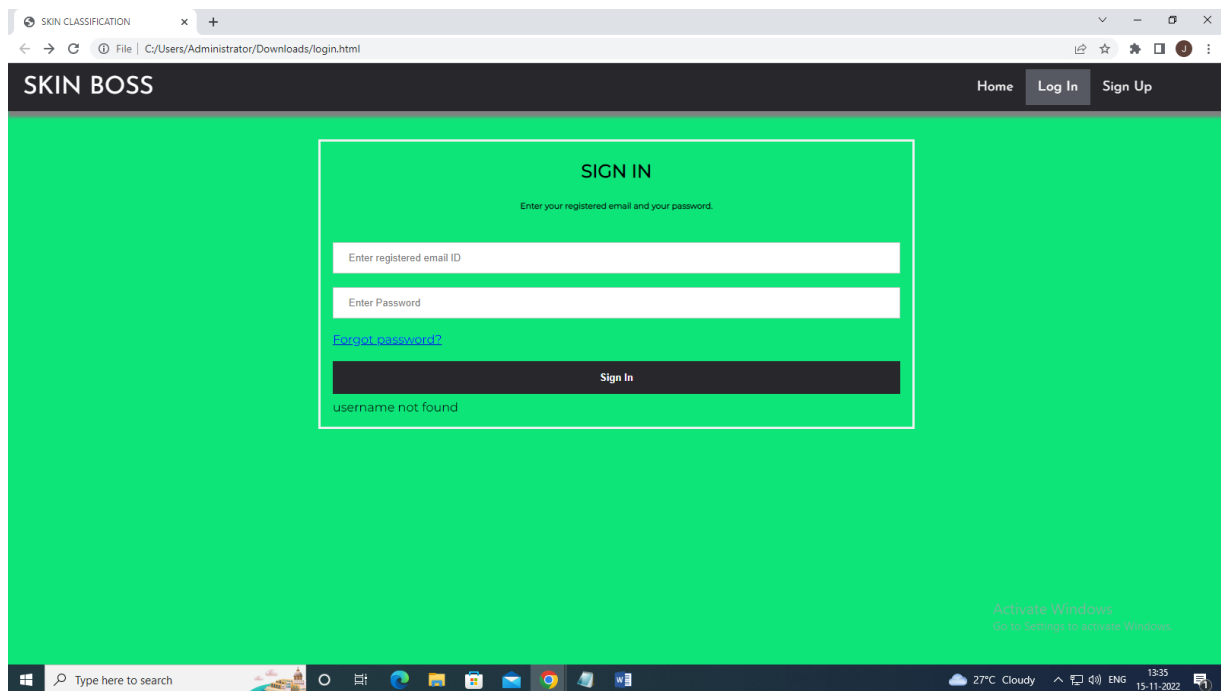 SKIN CLASSIFICATION
File | C:/Users/Administrator/Downloads/login.html
J
SKIN BOSS
Home Log In Sign Up
SIGN IN
Enter your registered email and your password.
Enter registered email ID
Enter Password
Forgot password?
Sign In
username not found
Activate Windows
Go to Settings to activate Windows.
Type here to search
W
27°C Cloudy
ENG
13:35
15-11-2022
1